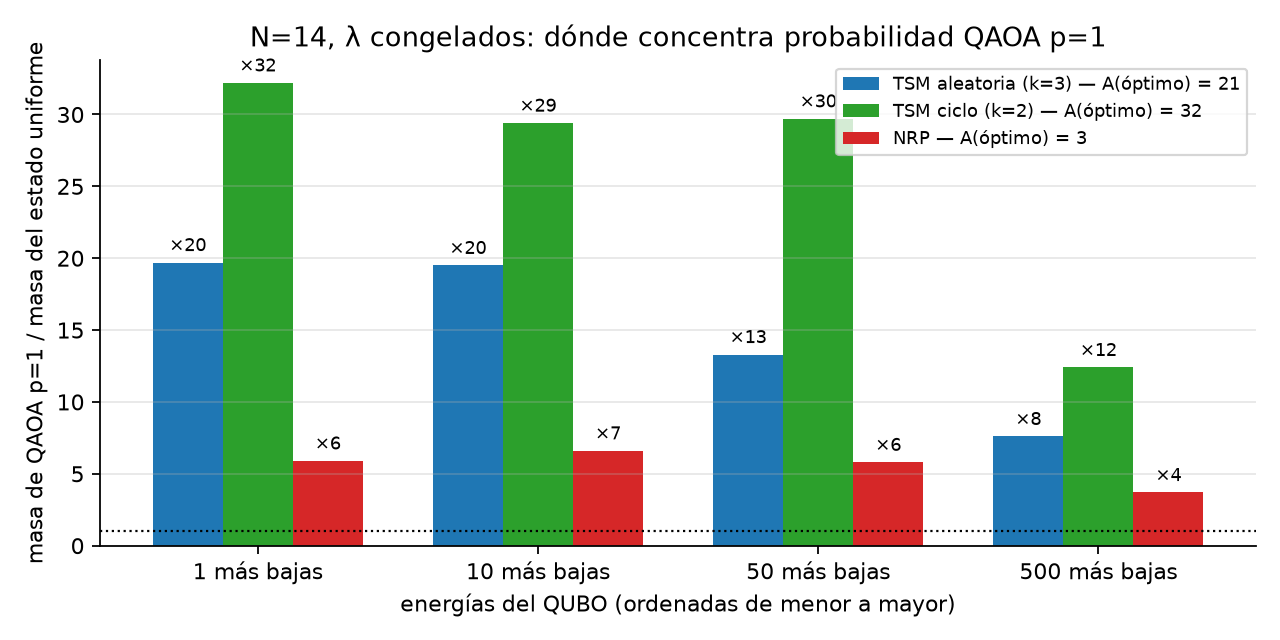 N=14, λ congelados: dónde concentra probabilidad QAOA p=1
masa de QAOA p=1 / masa del estado uniforme
30
25
20
15
10
5
0
TSM aleatoria (k=3) — A(óptimo) = 21
TSM ciclo (k=2) — A(óptimo) = 32
NRP — A(óptimo) = 3
×20
×32
×6
×20
×29
×7
×13
×30
×6
×8
×12
×4
1 más bajas
10 más bajas
50 más bajas
500 más bajas
energías del QUBO (ordenadas de menor a mayor)